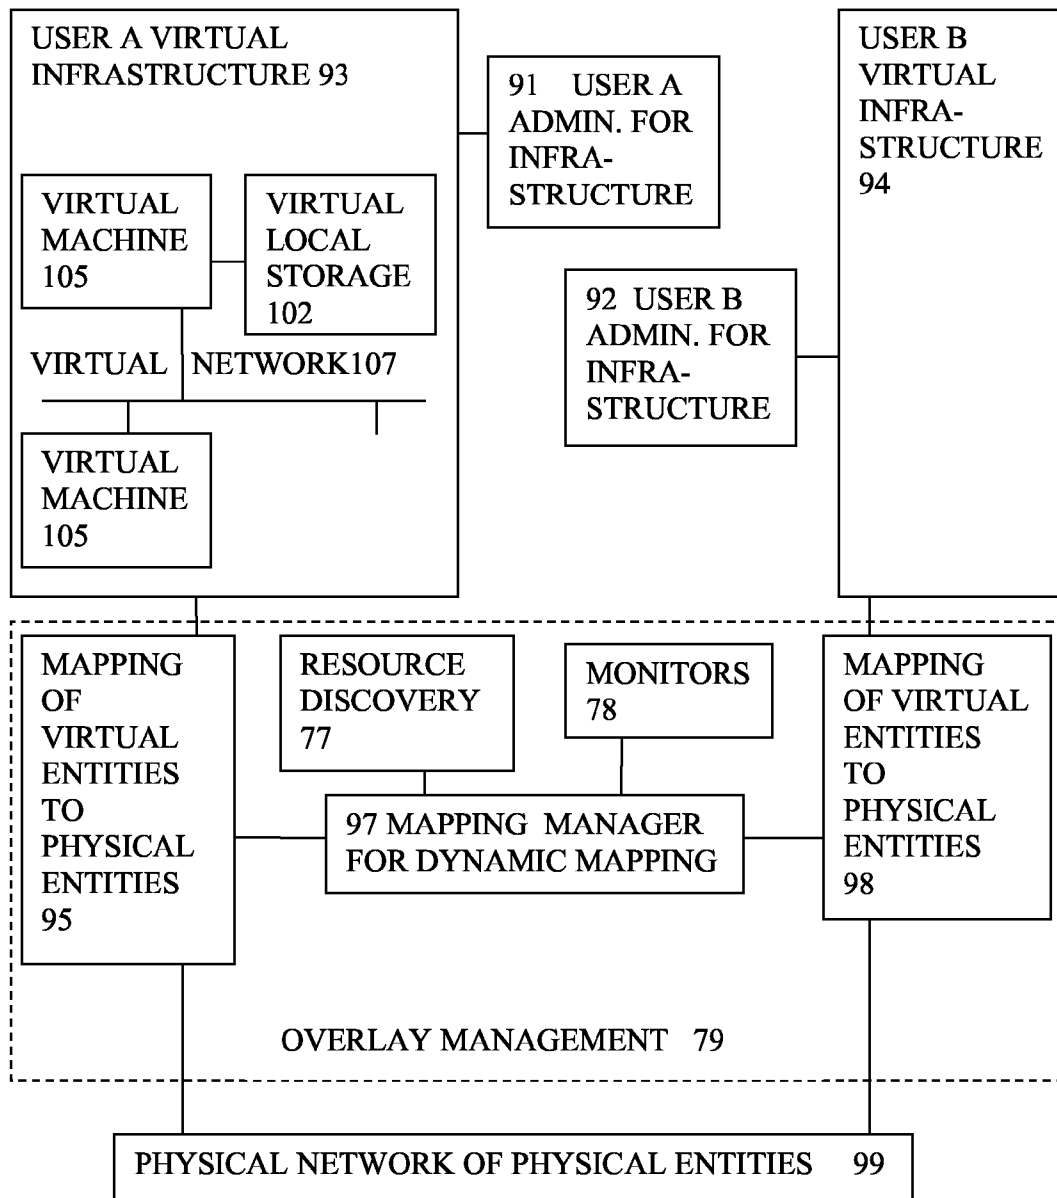 USER A VIRTUAL
INFRASTRUCTURE 93
91 USER A
ADMIN. FOR
INFRA-
STRUCTURE
USER B
VIRTUAL
INFRA-
STRUCTURE
94
VIRTUAL
MACHINE
105
VIRTUAL
LOCAL
STORAGE
102
92 USER B
ADMIN. FOR
INFRA-
STRUCTURE
VIRTUAL NETWORK107
VIRTUAL
MACHINE
105
MAPPING
OF
VIRTUAL
ENTITIES
TO
PHYSICAL
ENTITIES
95
RESOURCE
DISCOVERY
77
MONITORS
78
MAPPING
OF VIRTUAL
ENTITIES
TO
PHYSICAL
ENTITIES
98
97 MAPPING MANAGER
FOR DYNAMIC MAPPING
OVERLAY MANAGEMENT 79
PHYSICAL NETWORK OF PHYSICAL ENTITIES 99